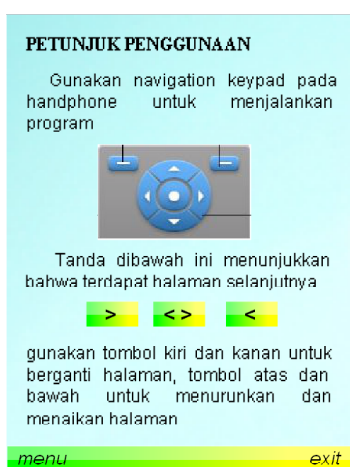 PETUNJUK PENGGUNAAN
Gunakan navigation keypad pada
handphone untuk menjalankan
program
Tanda dibawah ini menunjukkan
bahwa terdapat halaman selanjutnya
> < > <
gunakan tombol kiri dan kanan untuk
berganti halaman, tombol atas dan
bawah untuk menurunkan dan
menaikan halaman
menu exit